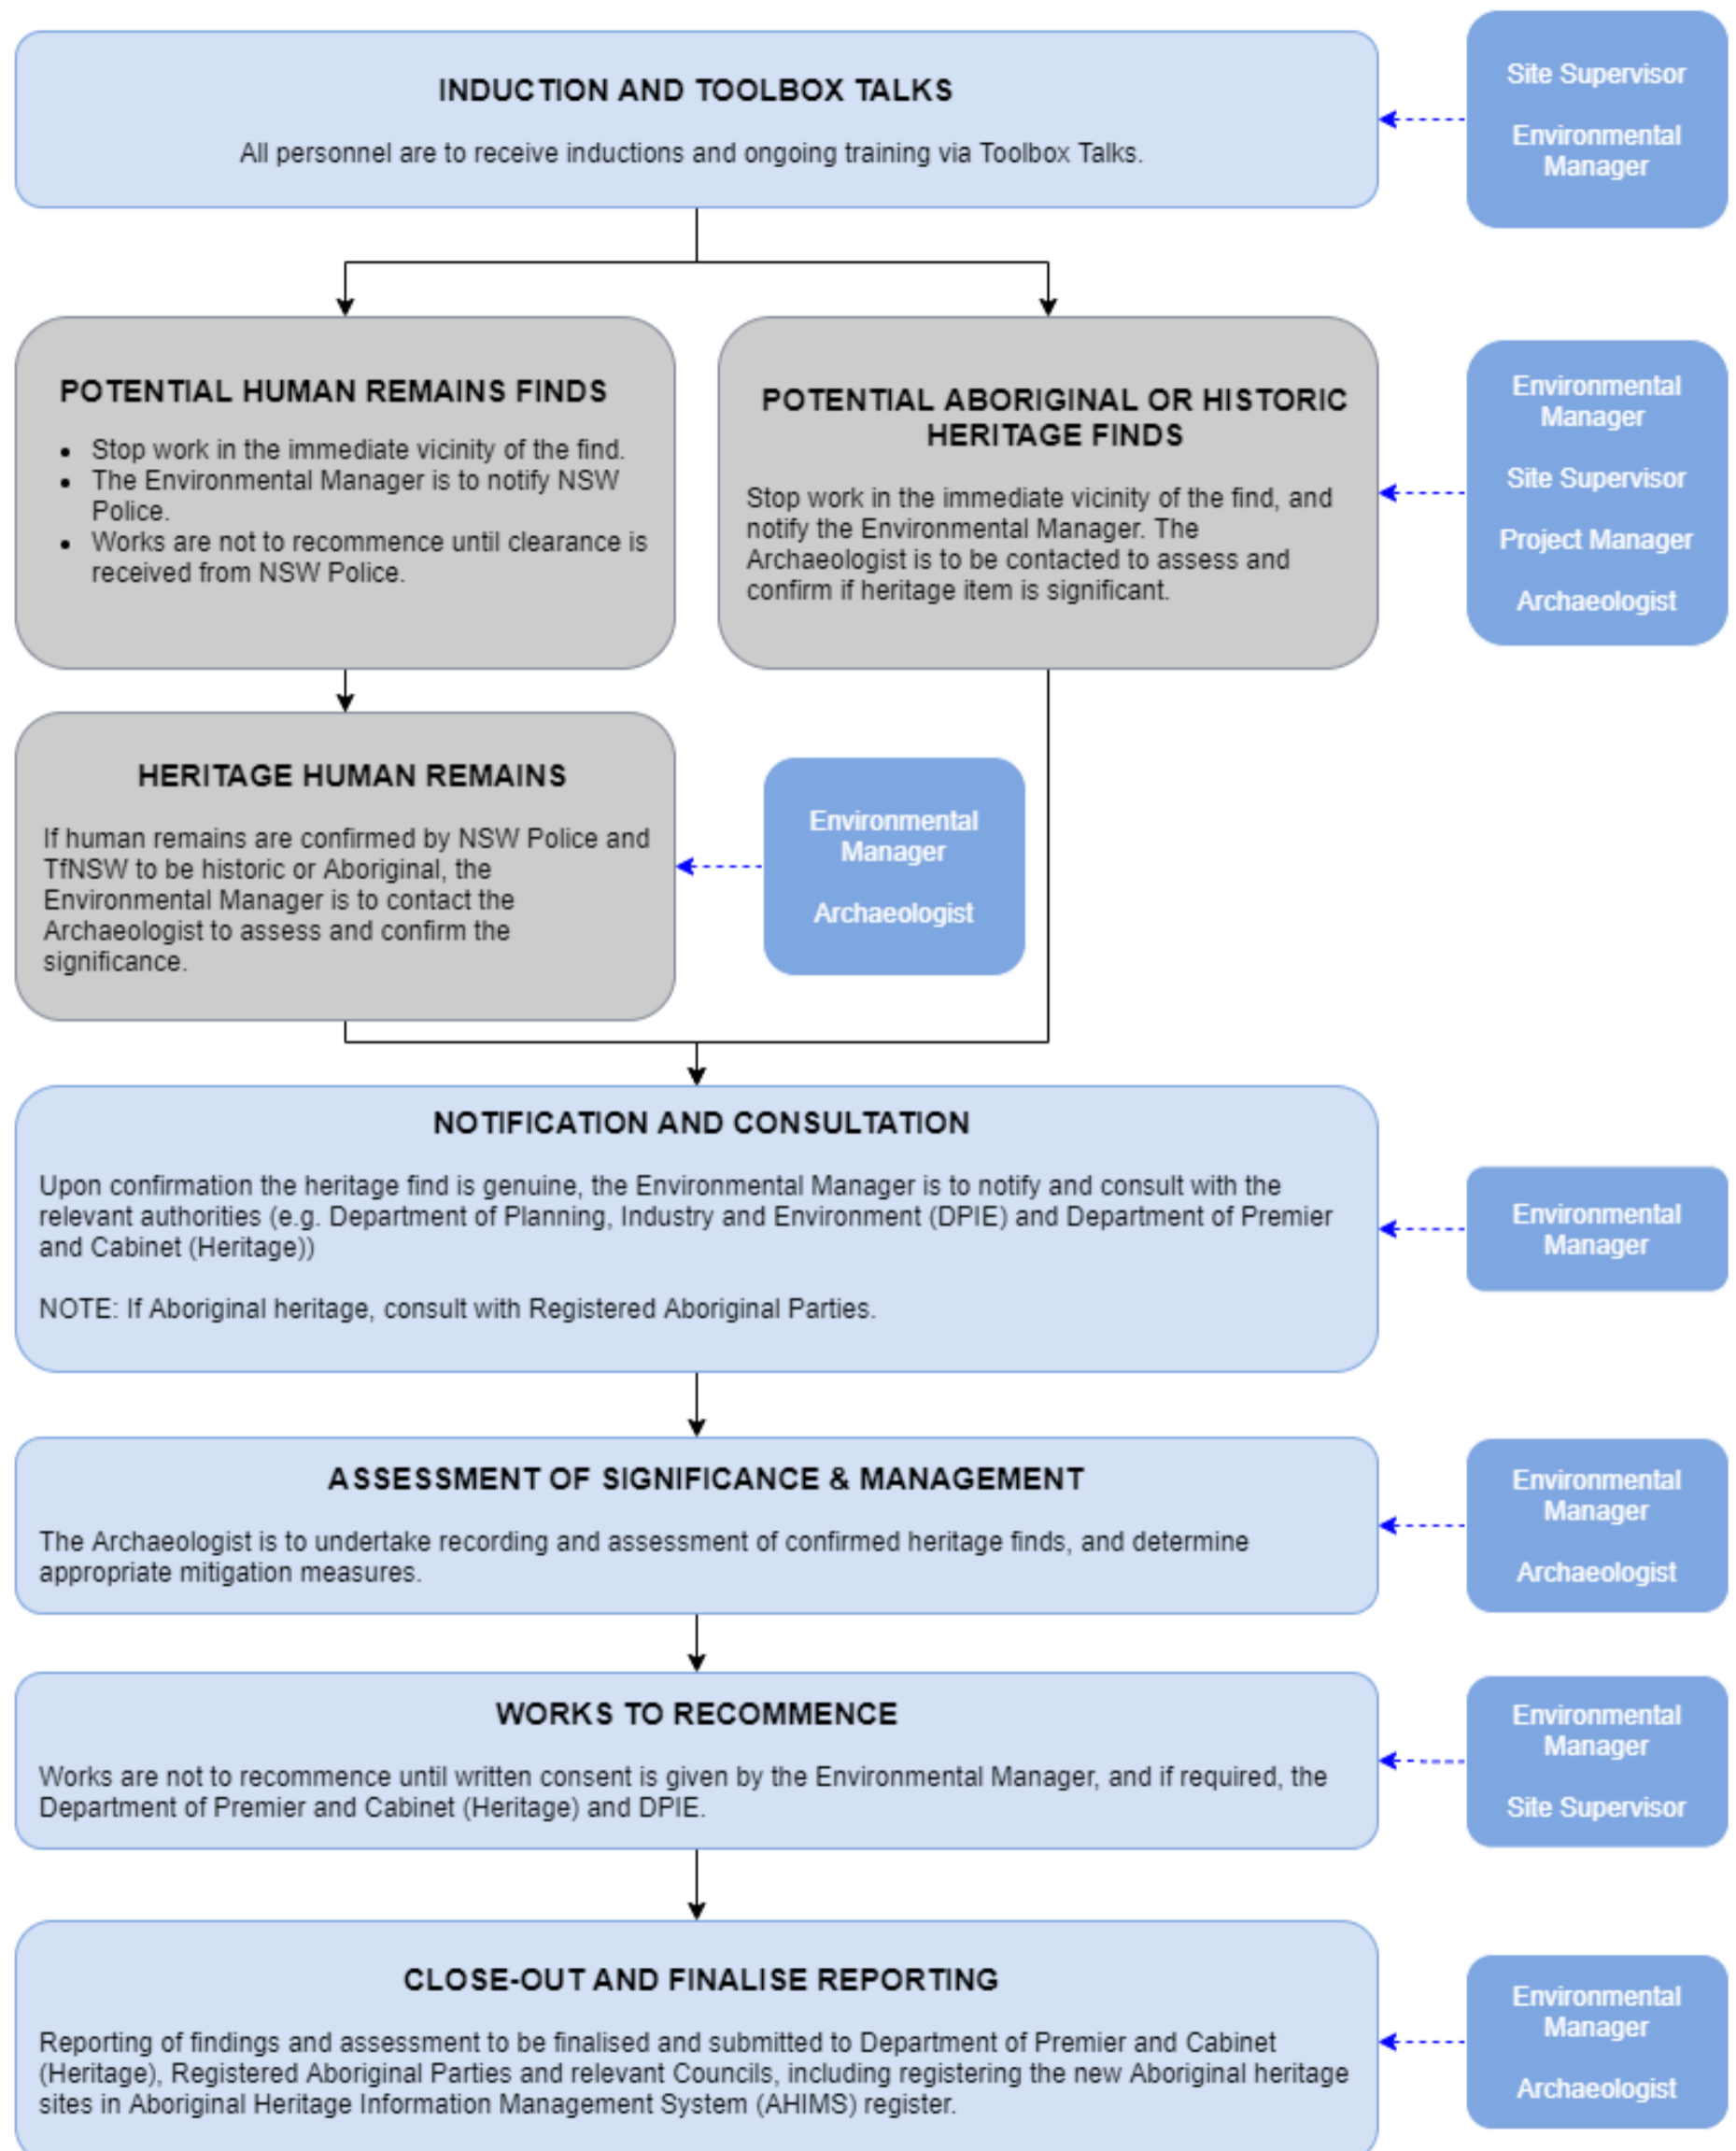 INDUCTION AND TOOLBOX TALKS
All personnel are to receive inductions and ongoing training via Toolbox Talks.
Site Supervisor
Environmental
Manager
POTENTIAL HUMAN REMAINS FINDS
• Stop work in the immediate vicinity of the find.
• The Environmental Manager is to notify NSW
Police.
• Works are not to recommence until clearance is
received from NSW Police.
POTENTIAL ABORIGINAL OR HISTORIC
HERITAGE FINDS
Stop work in the immediate vicinity of the find, and
notify the Environmental Manager. The
Archaeologist is to be contacted to assess and
confirm if heritage item is significant.
Environmental
Manager
Site Supervisor
Project Manager
Archaeologist
HERITAGE HUMAN REMAINS
If human remains are confirmed by NSW Police and
TfNSW to be historic or Aboriginal, the
Environmental Manager is to contact the
Archaeologist to assess and confirm the
significance.
Environmental
Manager
Archaeologist
NOTIFICATION AND CONSULTATION
Upon confirmation the heritage find is genuine, the Environmental Manager is to notify and consult with the
relevant authorities (e.g. Department of Planning, Industry and Environment (DPIE) and Department of Premier
and Cabinet (Heritage))
NOTE: If Aboriginal heritage, consult with Registered Aboriginal Parties.
Environmental
Manager
ASSESSMENT OF SIGNIFICANCE & MANAGEMENT
The Archaeologist is to undertake recording and assessment of confirmed heritage finds, and determine
appropriate mitigation measures.
Environmental
Manager
Archaeologist
WORKS TO RECOMMENCE
Works are not to recommence until written consent is given by the Environmental Manager, and if required, the
Department of Premier and Cabinet (Heritage) and DPIE.
Environmental
Manager
Site Supervisor
CLOSE-OUT AND FINALISE REPORTING
Reporting of findings and assessment to be finalised and submitted to Department of Premier and Cabinet
(Heritage), Registered Aboriginal Parties and relevant Councils, including registering the new Aboriginal heritage
sites in Aboriginal Heritage Information Management System (AHIMS) register.
Environmental
Manager
Archaeologist